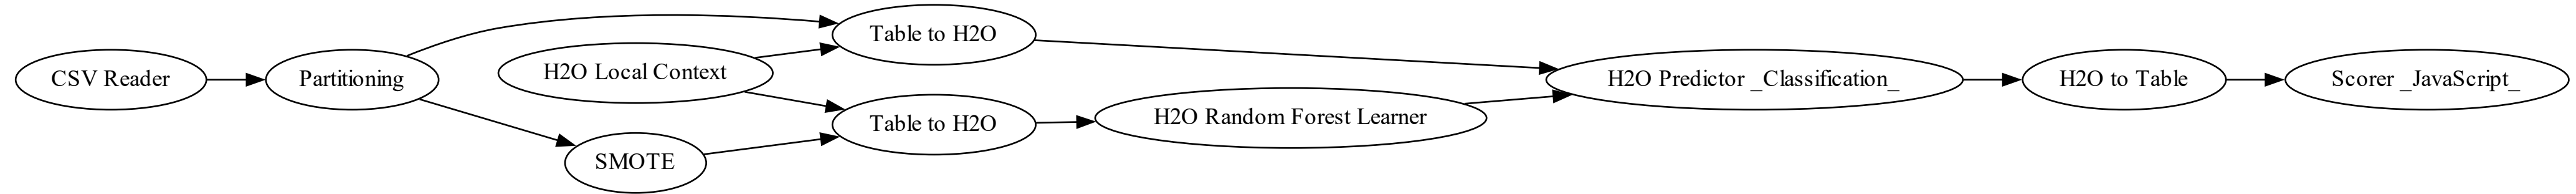 CSV Reader
Partitioning
H2O Local Context
SMOTE
Table to H2O
Table to H2O
H2O Random Forest Learner
H2O Predictor _Classification_
H2O to Table
Scorer _JavaScript_